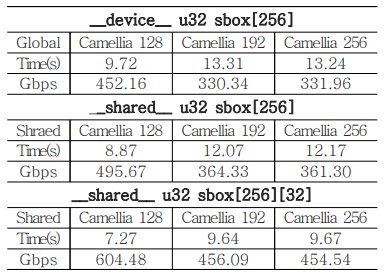 __device__ u32 sbox[256]
Global Camellia 128 Camellia 192 Camellia 256
Time(s) 9.72 13.31 13.24
Gbps 452.16 330.34 331.96
__shared__ u32 sbox[256]
Shraed Camellia 128 Camellia 192 Camellia 256
Time(s) 8.87 12.07 12.17
Gbps 495.67 364.33 361.30
__shared__ u32 sbox[256][32]
Shared Camellia 128 Camellia 192 Camellia 256
Time(s) 7.27 9.64 9.67
Gbps 604.48 456.09 454.54